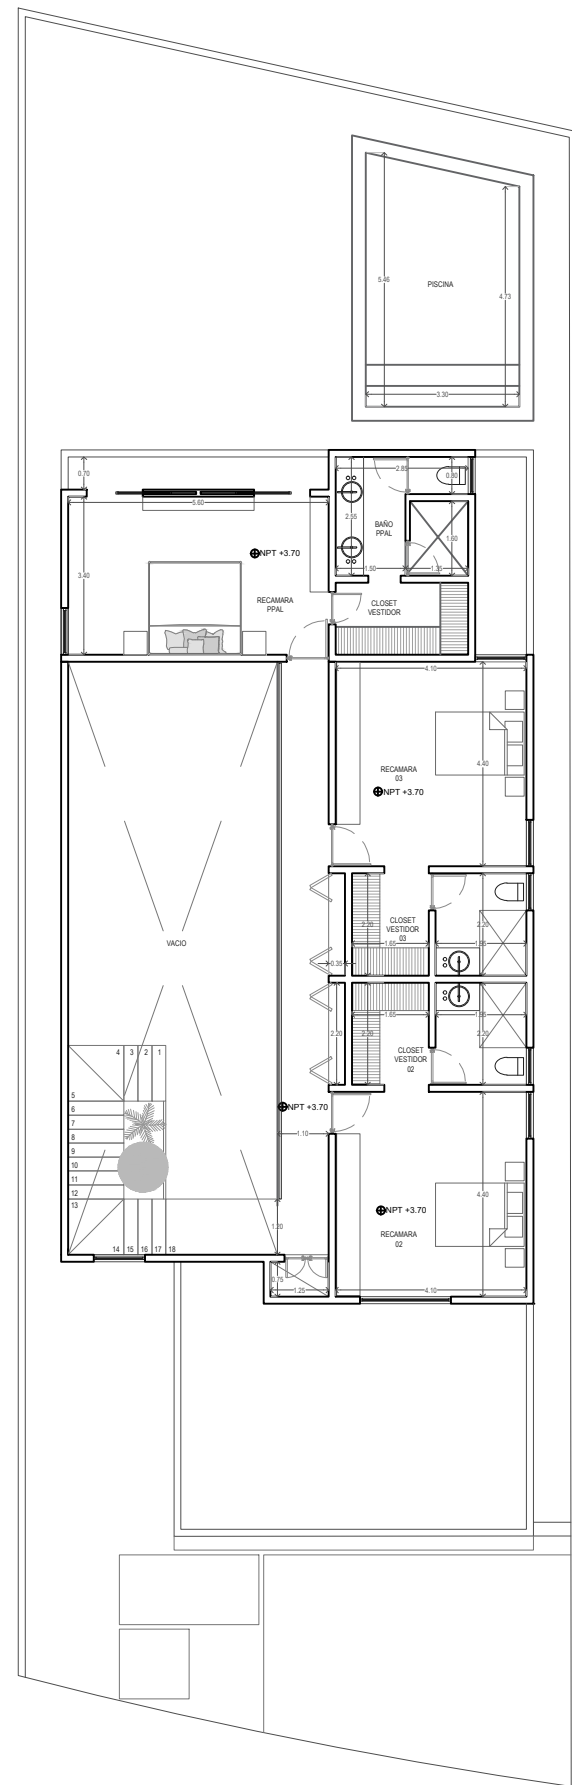 5.46
PISCINA
4.73
3.30
0.70
2.85
0.80
5.60
2.55
BAÑO
PPAL
1.60
NPT +3.70
3.40
1.50
1.35
RECAMARA
PPAL
CLOSET
VESTIDOR
4.10
4.40
RECAMARA
03
NPT +3.70
2.20
CLOSET
VESTIDOR
03
2.20
VACIO
1.65
1.95
0.35
1.65
1.95
2.20
2.20
2.20
CLOSET
VESTIDOR
02
4
3
2
1
5
6
7
8
9
10
11
12
13
14
15
16
17
18
NPT +3.70
1.10
4.40
NPT +3.70
1.20
RECAMARA
02
0.75
1.25
4.10